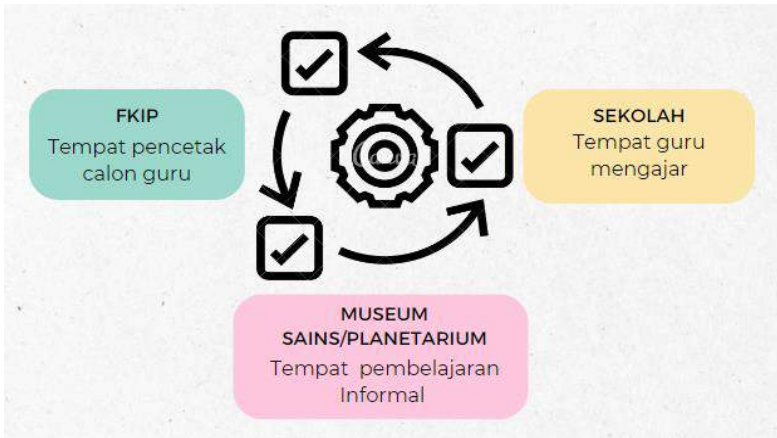 FKIP
Tempat pencetak
calon guru
SEKOLAH
Tempat guru
mengajar
MUSEUM
SAINS/PLANETARIUM
Tempat pembelajaran
Informal